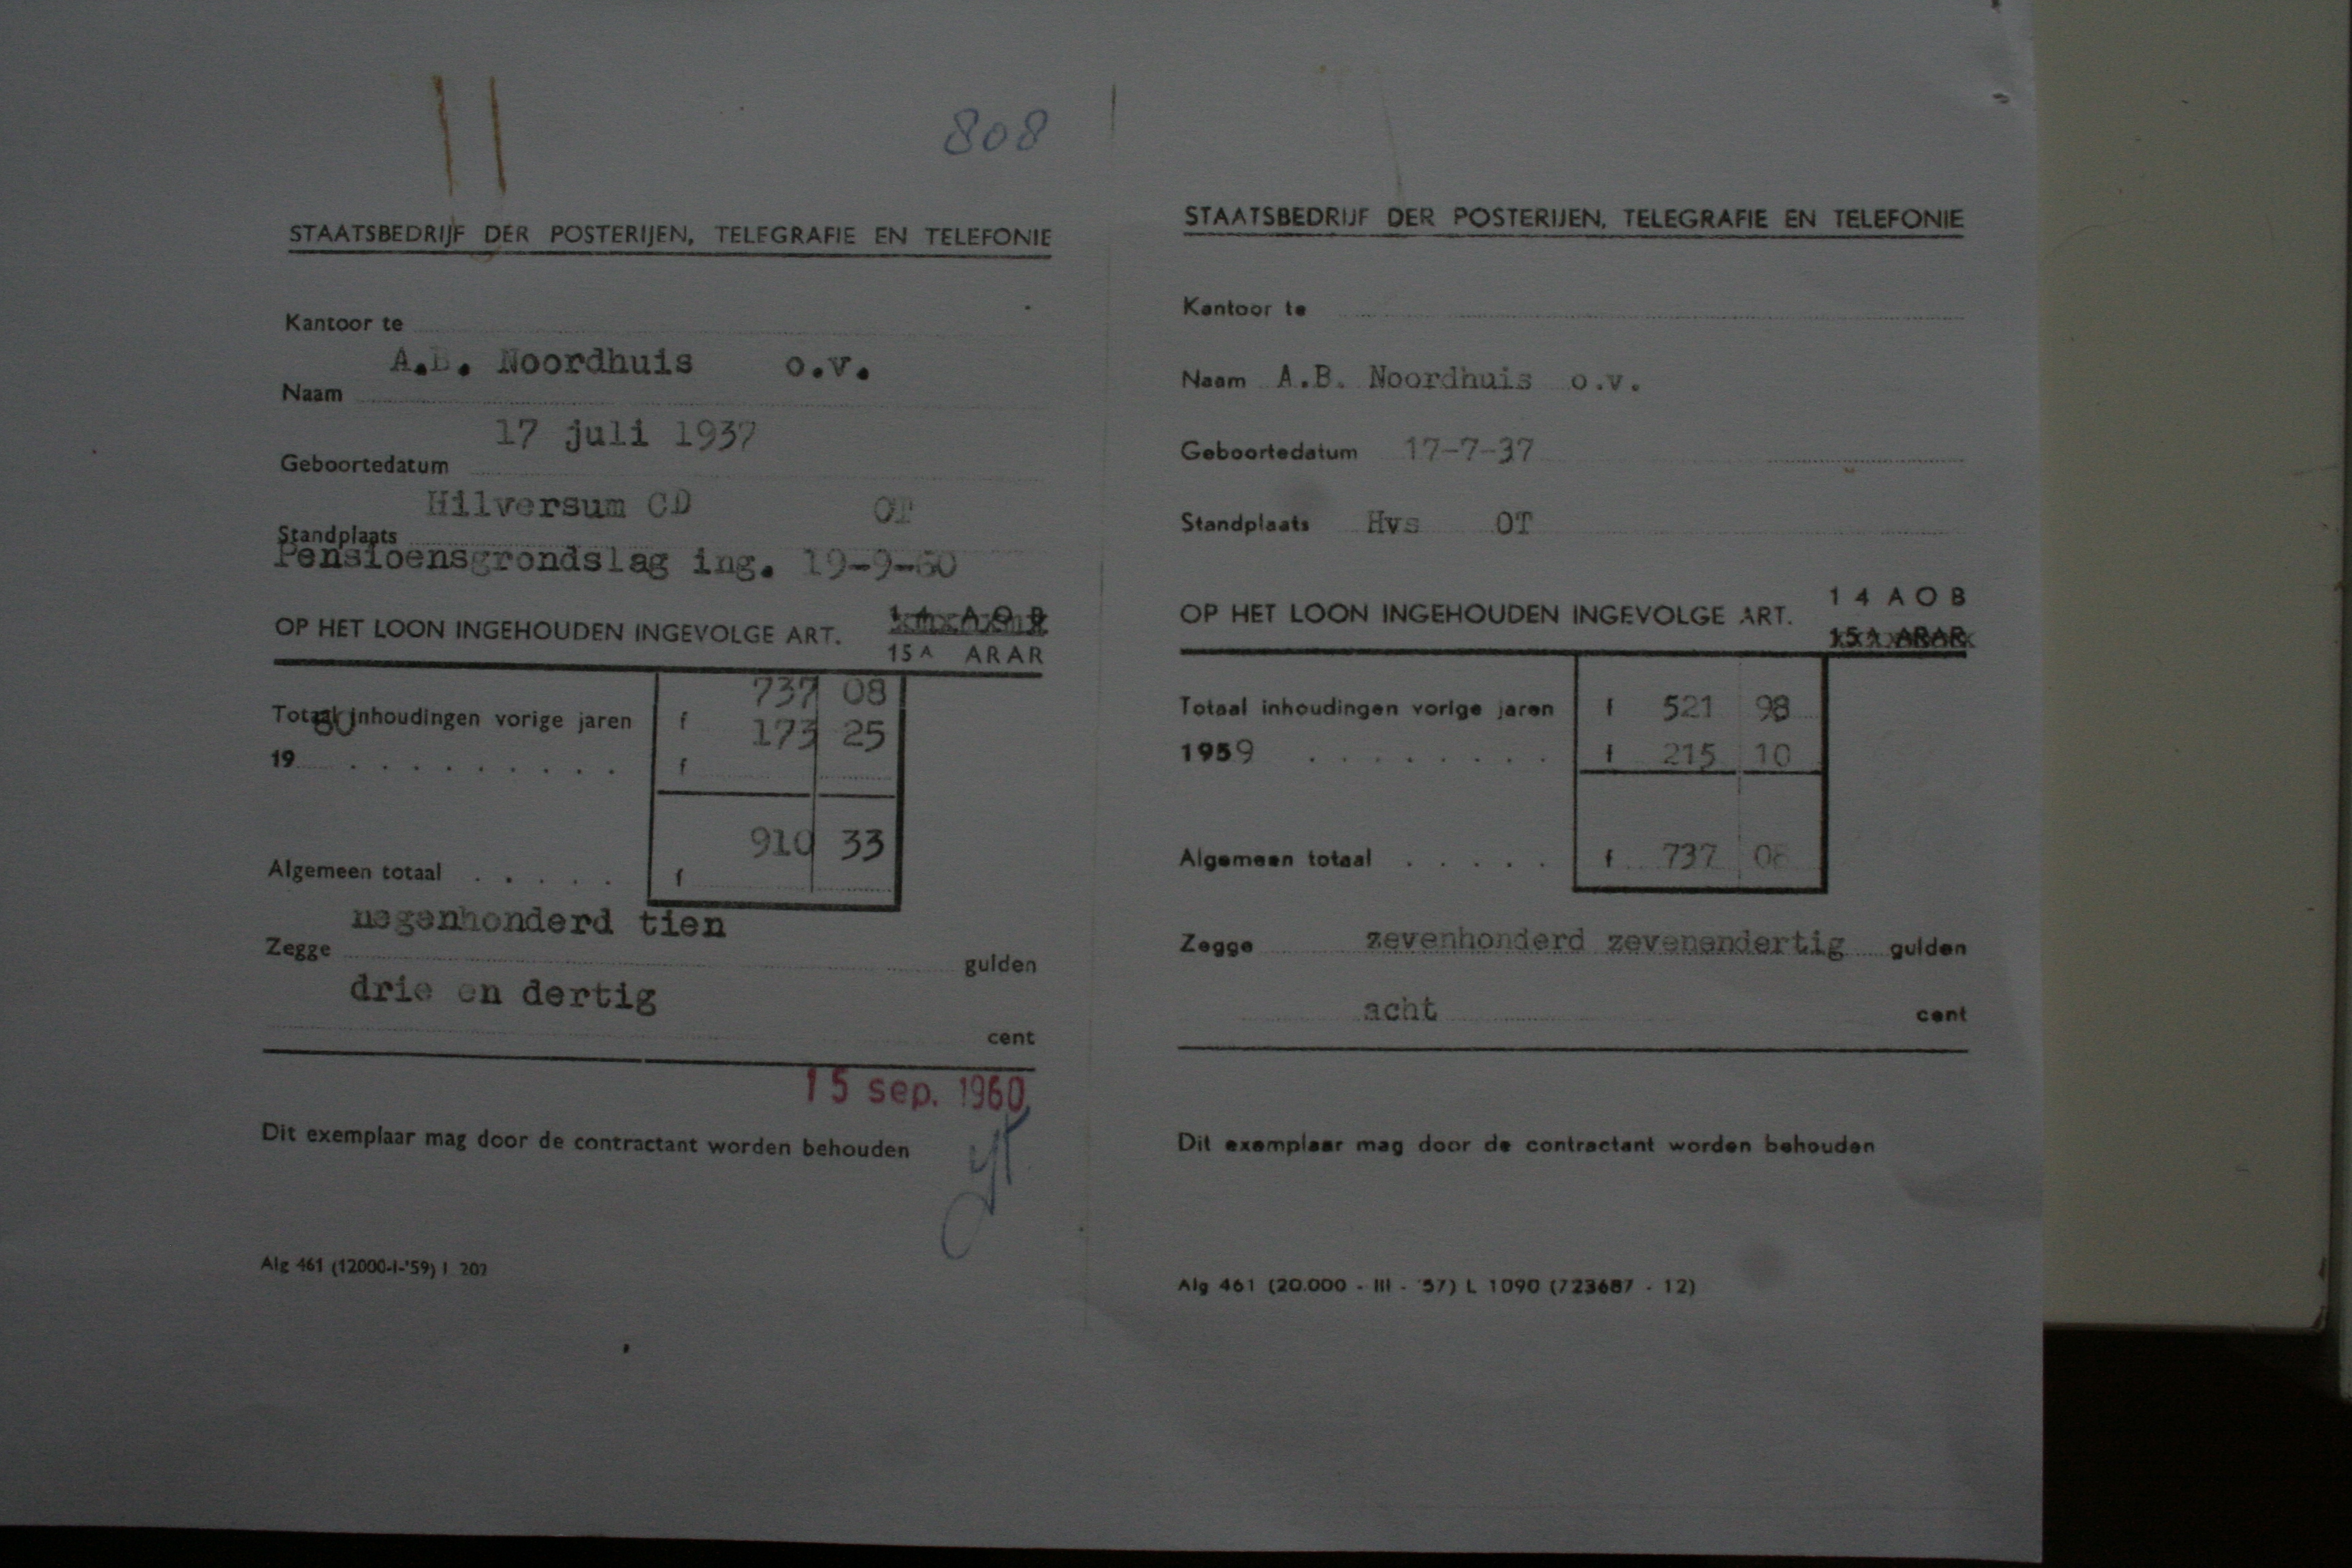 808
STAATSBEDRIJF DER POSTERIJEN, TELEGRAFIE EN TELEFONIE
Kantoor te
A.B. Noordhuis o.v.
Naam
17 juli 1937
Geboortedatum
Hilversum CD OT
Standplaats
Pensioensgrondslag ing. 19-9-60
OP HET LOON INGEHOUDEN INGEVOLGE ART. 14 AOB
15A ARAR
737 08
Totaal inhoudingen vorige jaren f
60 173 25
19 . . . . . . . . . f
910 33
Algemeen totaal . . . . . f
negenhonderd tien
Zegge gulden
drie en dertig
cent
15 sep. 1960
Dit exemplaar mag door de contractant worden behouden
Alg 461 (12000-I-'59) I 202
STAATSBEDRIJF DER POSTERIJEN, TELEGRAFIE EN TELEFONIE
Kantoor te
Naam A.B. Noordhuis o.v.
Geboortedatum 17-7-37
Standplaats Hvs OT
OP HET LOON INGEHOUDEN INGEVOLGE ART. 14 AOB
15A ARAR
Totaal inhoudingen vorige jaren f 521 98
1959 . . . . . . . . f 215 10
Algemeen totaal . . . . . f 737 08
Zegge zevenhonderd zevenendertig gulden
acht cent
Dit exemplaar mag door de contractant worden behouden
Alg 461 (20.000 - III - '57) L 1090 (723687 - 12)